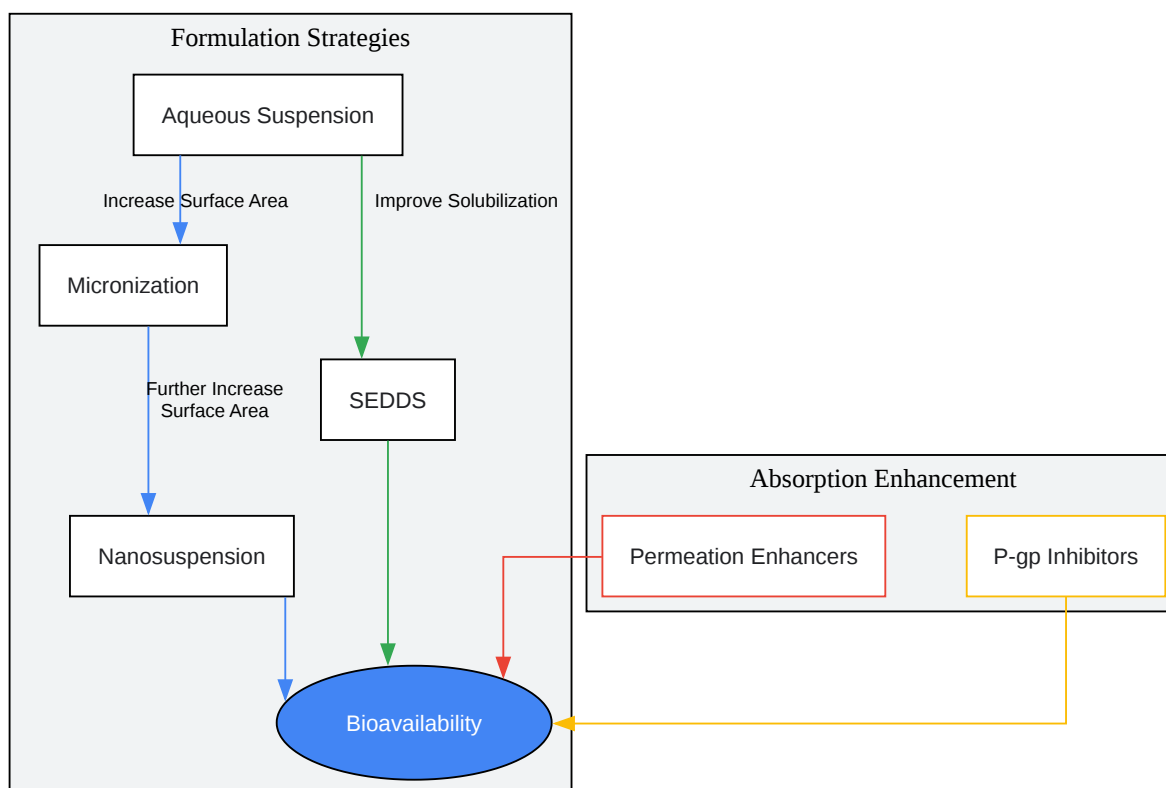 Formulation Strategies
Aqueous Suspension
Increase Surface Area
Improve Solubilization
Micronization
Further Increase
Surface Area
SEDDS
Absorption Enhancement
Nanosuspension
Permeation Enhancers
P-gp Inhibitors
Bioavailability